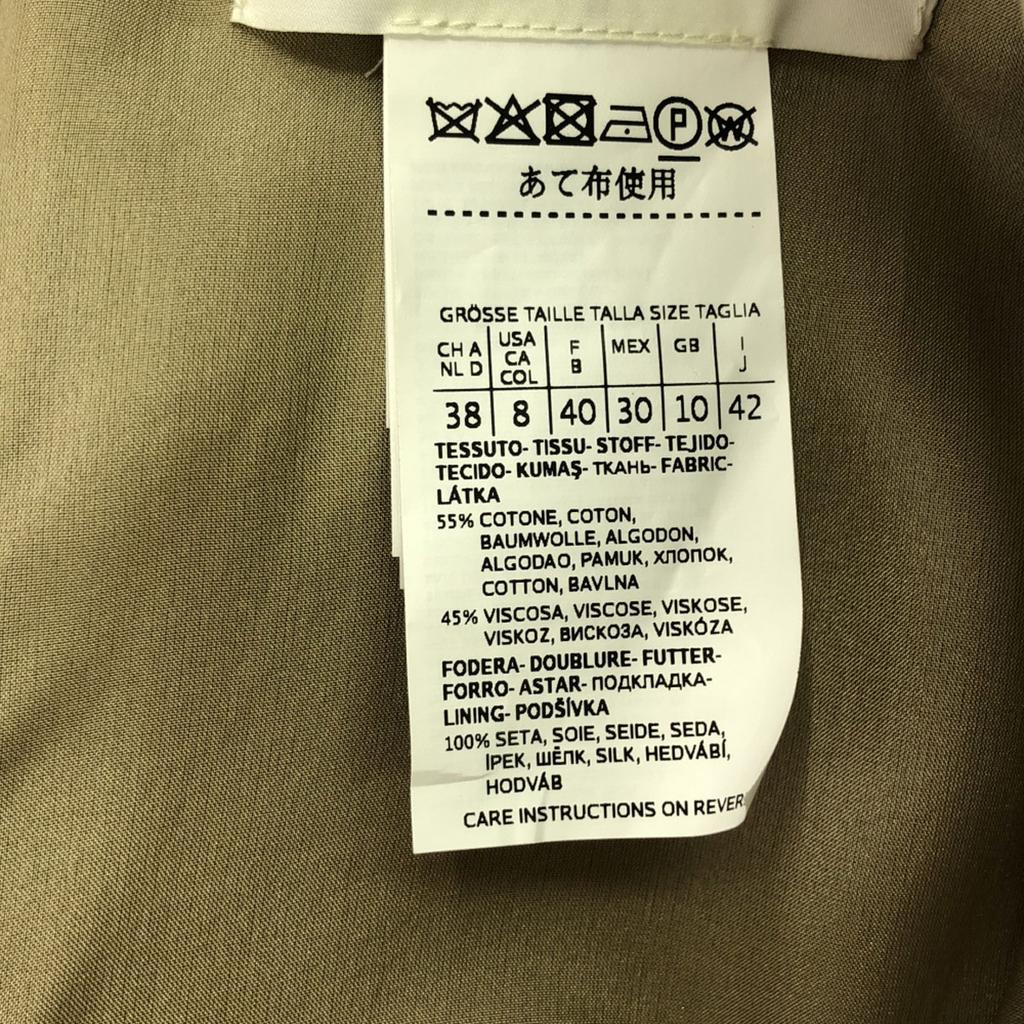 P W
あて布使用
GRÖSSE TAILLE TALLA SIZE TAGLIA
CH A NL D | USA CA COL | F B | MEX | GB | I J
38 | 8 | 40 | 30 | 10 | 42
TESSUTO- TISSU- STOFF- TEJIDO-
TECIDO- KUMAŞ- ТКАНЬ- FABRIC-
LÁTKA
55% COTONE, COTON,
BAUMWOLLE, ALGODON,
ALGODAO, PAMUK, ХЛОПОК,
COTTON, BAVLNA
45% VISCOSA, VISCOSE, VISKOSE,
VISKOZ, ВИСКОЗА, VISKÓZA
FODERA- DOUBLURE- FUTTER-
FORRO- ASTAR- ПОДКЛАДКА-
LINING- PODŠÍVKA
100% SETA, SOIE, SEIDE, SEDA,
IPEK, ШЁЛК, SILK, HEDVÁBÍ,
HODVÁB
CARE INSTRUCTIONS ON REVER